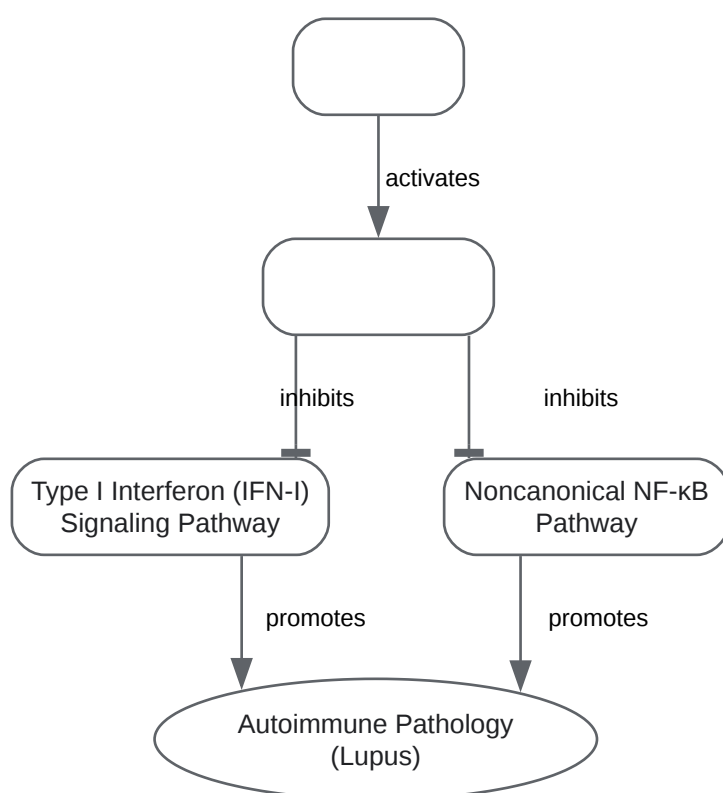 activates
inhibits
inhibits
Type I Interferon (IFN-I)
Signaling Pathway
Noncanonical NF-κB
Pathway
promotes
promotes
Autoimmune Pathology
(Lupus)